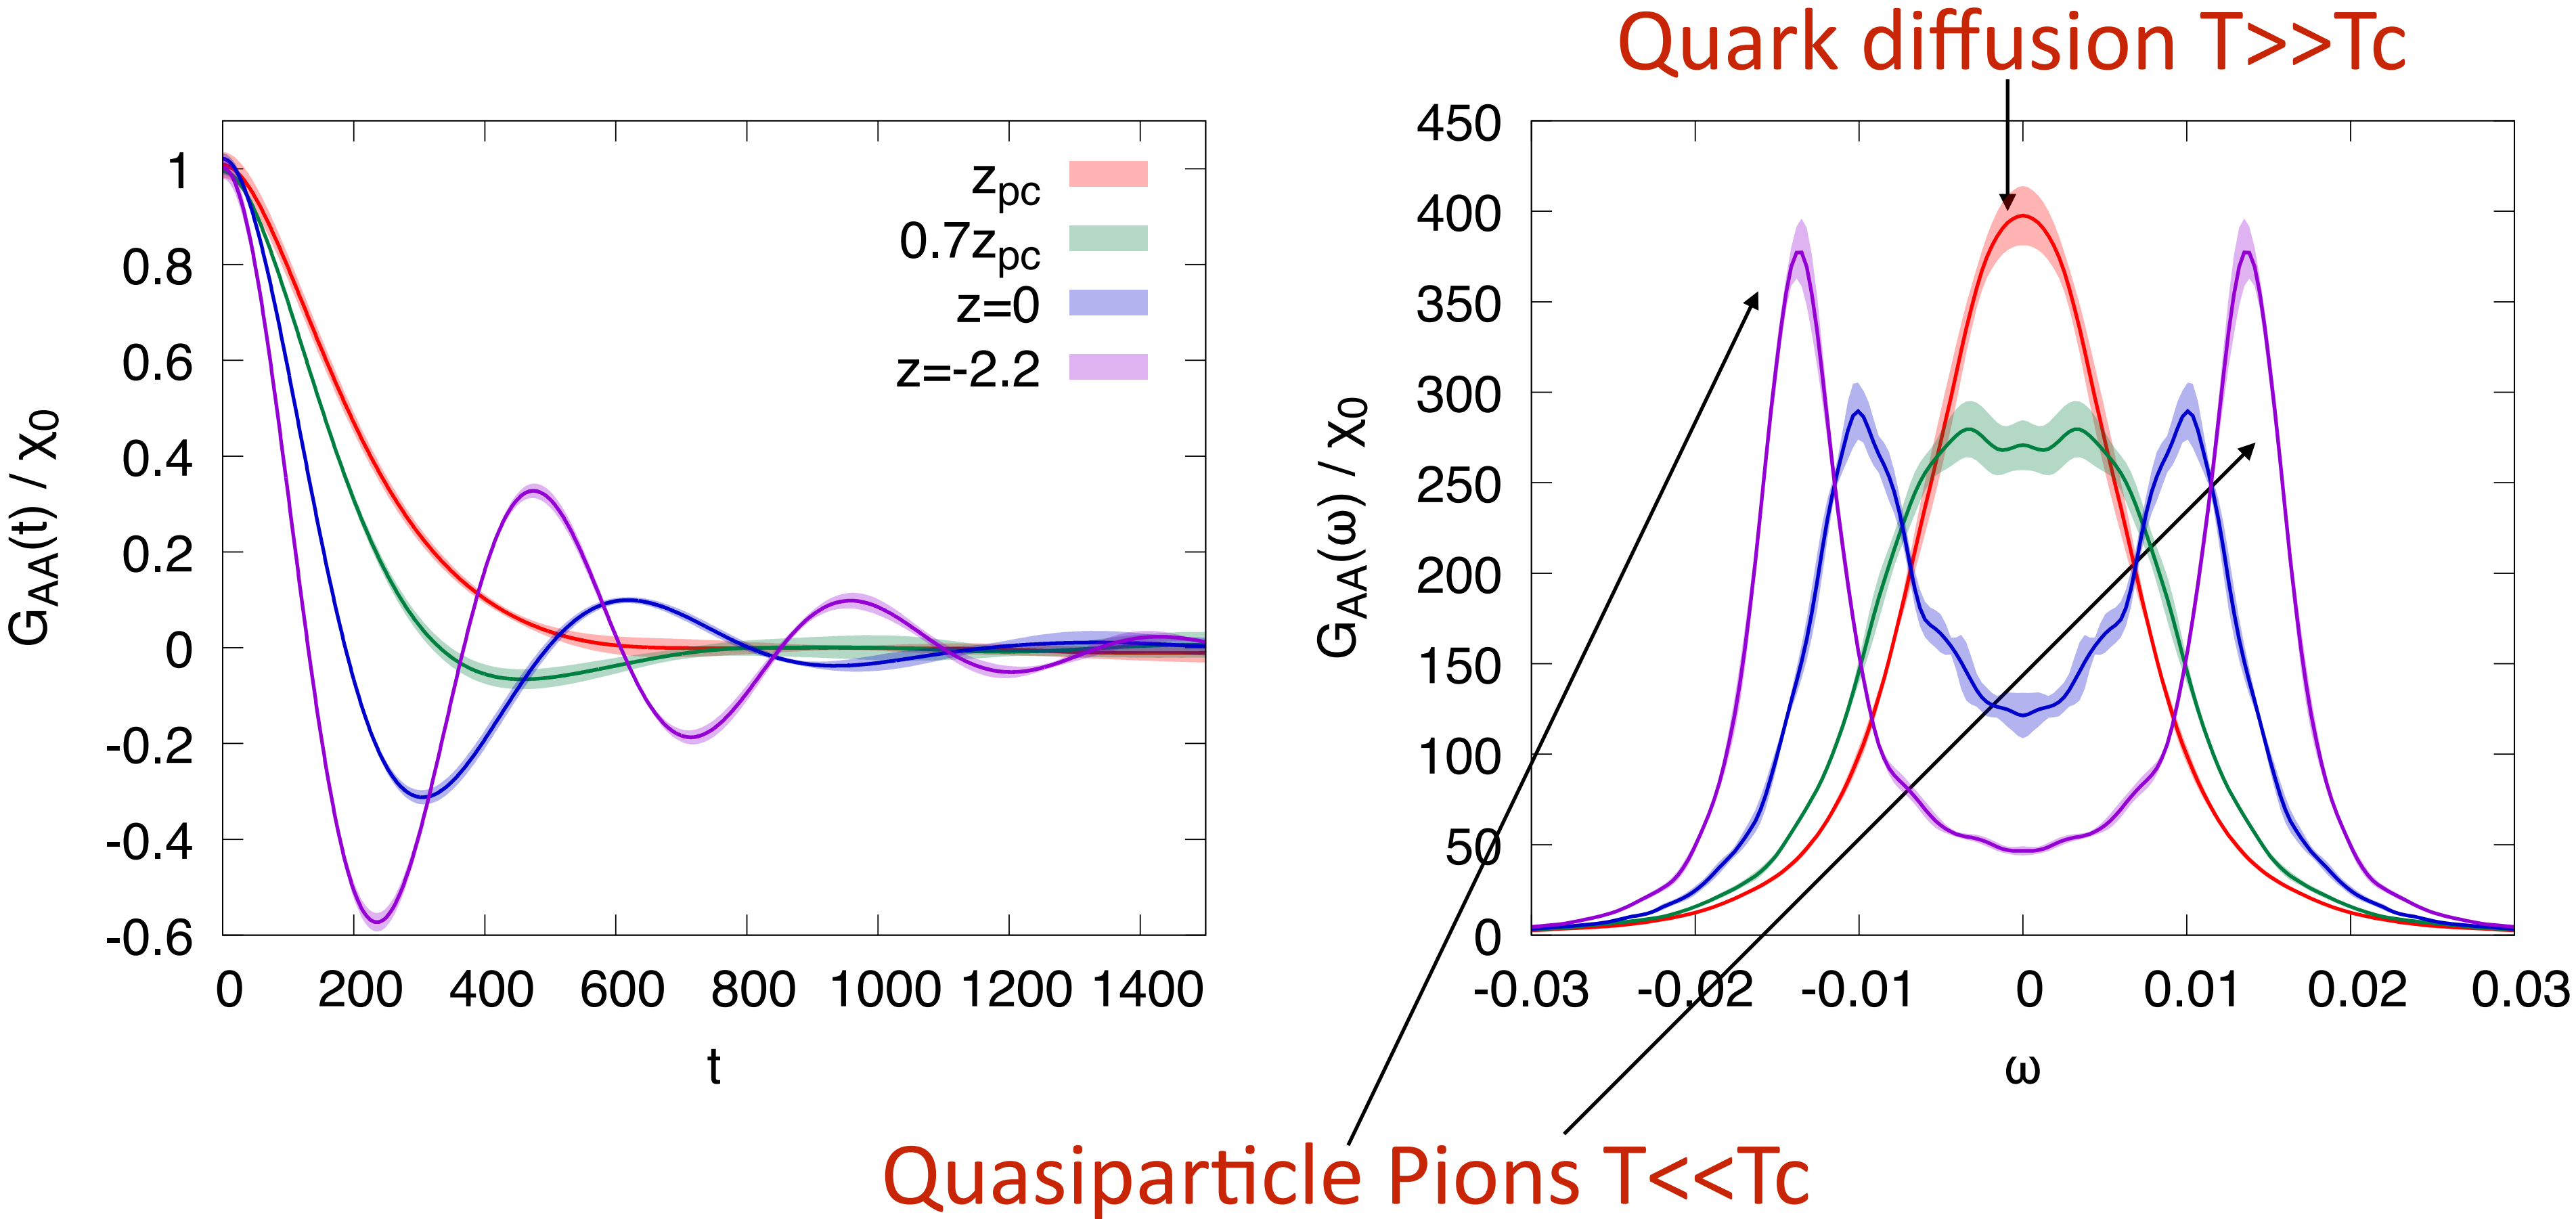 Quark diffusion T>>Tc
G_AA(t) / χ0
1
0.8
0.6
0.4
0.2
0
-0.2
-0.4
-0.6
z_pc
0.7z_pc
z=0
z=-2.2
0 200 400 600 800 1000 1200 1400
t
G_AA(ω) / χ0
450
400
350
300
250
200
150
100
50
0
-0.03 -0.02 -0.01 0 0.01 0.02 0.03
ω
Quasiparticle Pions T<<Tc